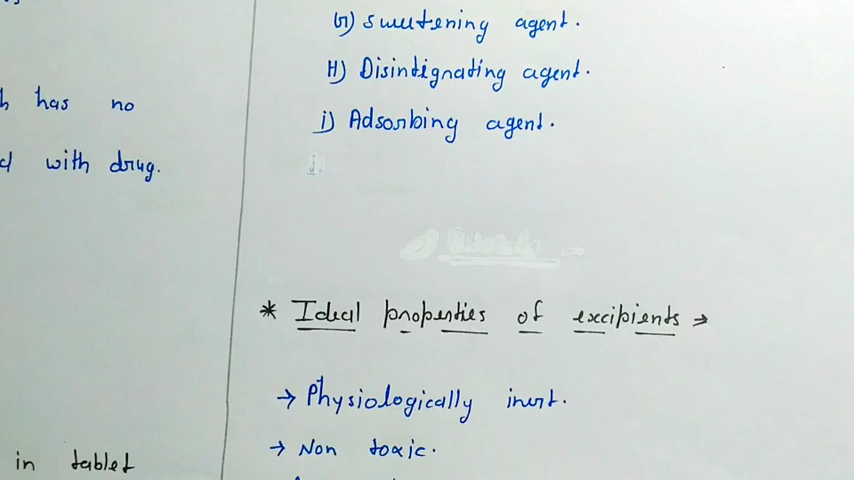 h has no
d with drug.
in tablet
G) Sweetening agent.
H) Disintignating agent.
i) Adsorbing agent.
j.
* Ideal properties of excipients →
→ Physiologically inert.
→ Non toxic.